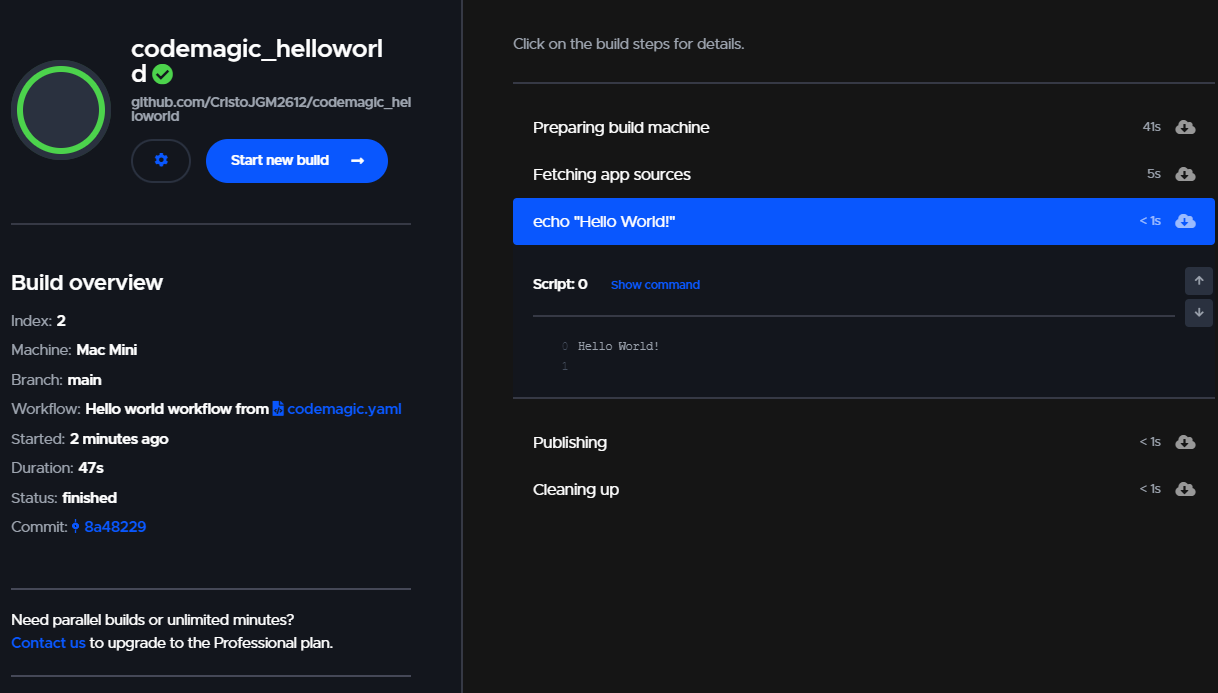 codemagic_helloworl
d
github.com/CristoJGM2612/codemagic_hel
loworld
Start new build
Build overview
Index: 2
Machine: Mac Mini
Branch: main
Workflow: Hello world workflow from codemagic.yaml
Started: 2 minutes ago
Duration: 47s
Status: finished
Commit: 8a48229
Need parallel builds or unlimited minutes?
Contact us to upgrade to the Professional plan.
Click on the build steps for details.
Preparing build machine 41s
Fetching app sources 5s
echo "Hello World!" < 1s
Script: 0 Show command
0 Hello World!
1
Publishing < 1s
Cleaning up < 1s